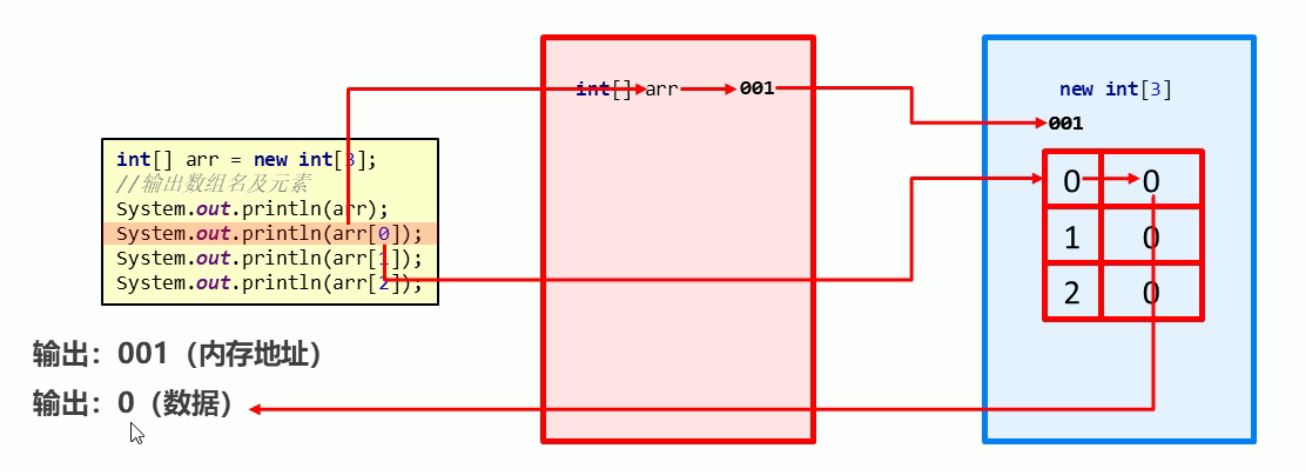 int[] arr = new int[3];
//输出数组名及元素
System.out.println(arr);
System.out.println(arr[0]);
System.out.println(arr[1]);
System.out.println(arr[2]);
输出：001（内存地址）
输出：0（数据）
int[] arr 001
new int[3]
001
0 0
1 0
2 0